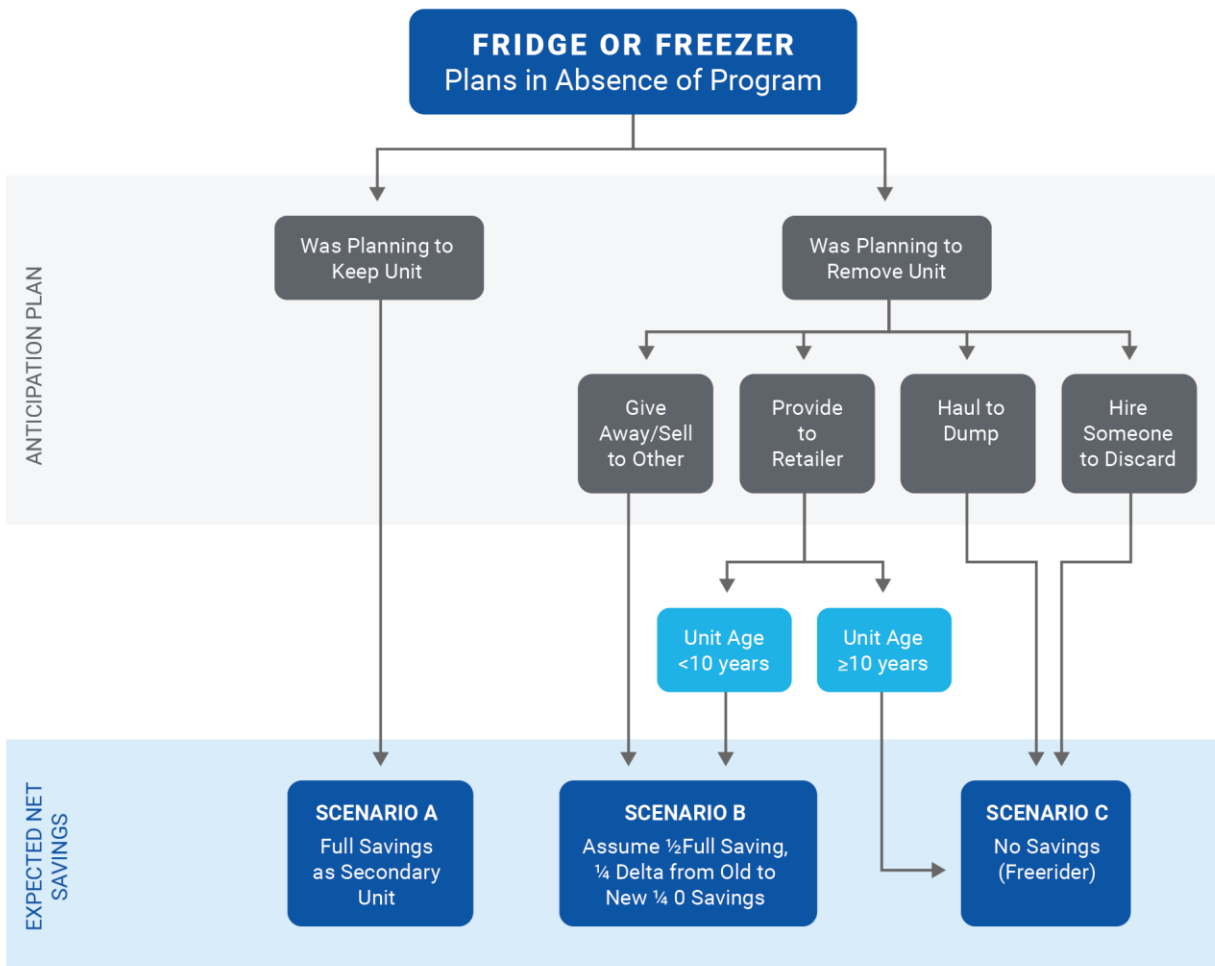 FRIDGE OR FREEZER
Plans in Absence of Program
ANTICIPATION PLAN
Was Planning to
Keep Unit
Was Planning to
Remove Unit
Give
Away/Sell
to Other
Provide
to
Retailer
Haul to
Dump
Hire
Someone
to Discard
Unit Age
<10 years
Unit Age
≥10 years
EXPECTED NET
SAVINGS
SCENARIO A
Full Savings
as Secondary
Unit
SCENARIO B
Assume ½Full Saving,
¼ Delta from Old to
New ¼ 0 Savings
SCENARIO C
No Savings
(Freerider)